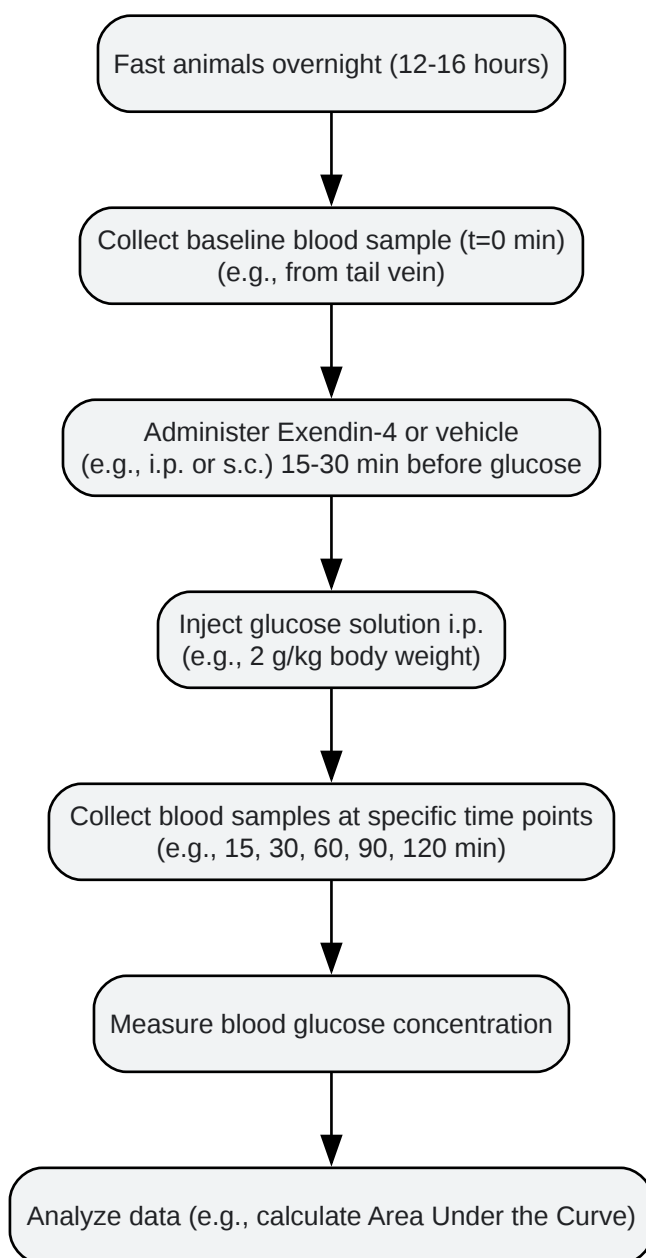 Fast animals overnight (12-16 hours)
Collect baseline blood sample (t=0 min)
(e.g., from tail vein)
Administer Exendin-4 or vehicle
(e.g., i.p. or s.c.) 15-30 min before glucose
Inject glucose solution i.p.
(e.g., 2 g/kg body weight)
Collect blood samples at specific time points
(e.g., 15, 30, 60, 90, 120 min)
Measure blood glucose concentration
Analyze data (e.g., calculate Area Under the Curve)